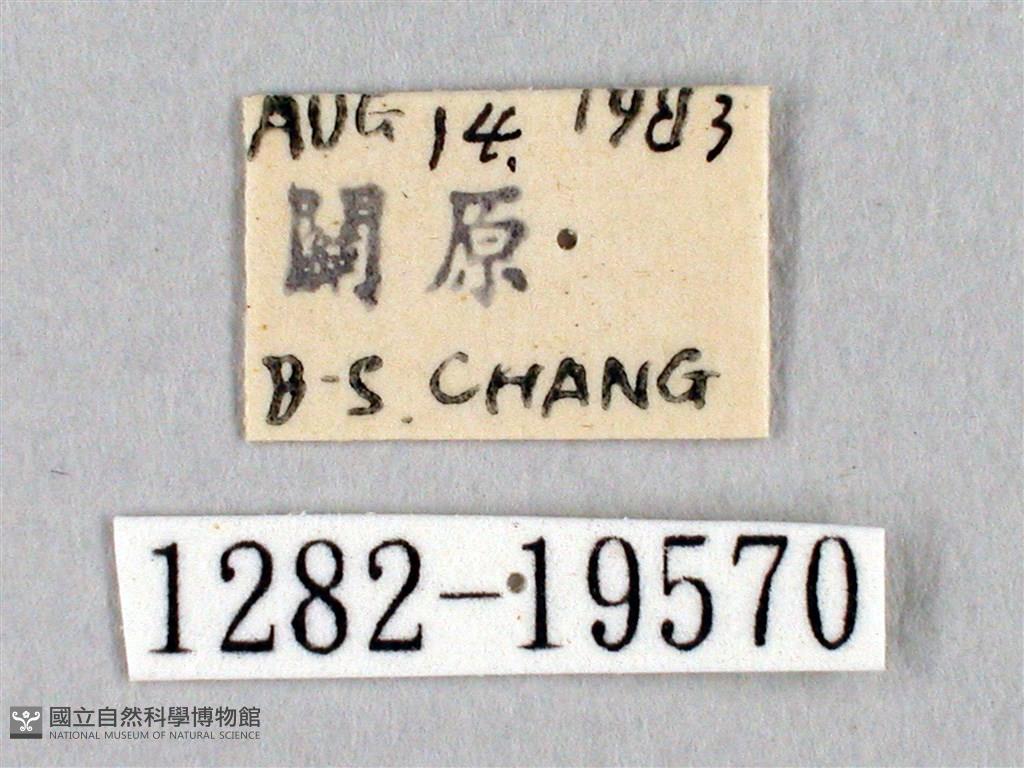 AUG 14. 1983
關原
B-S. CHANG
1282-19570
國立自然科學博物館
NATIONAL MUSEUM OF NATURAL SCIENCE